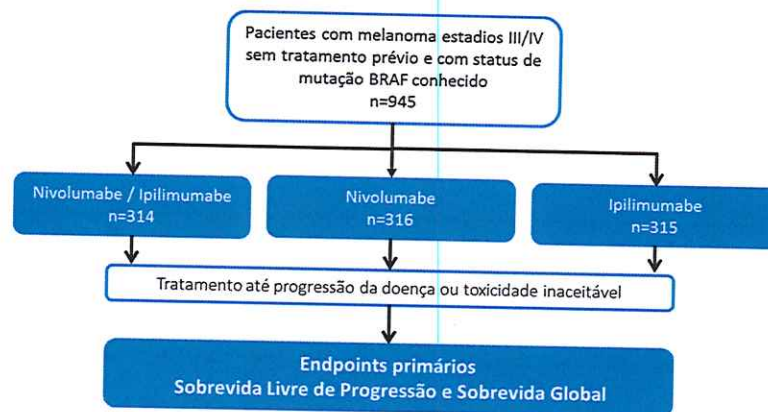 Pacientes com melanoma estadios III/IV
sem tratamento prévio e com status de
mutação BRAF conhecido
n=945
Nivolumabe / Ipilimumabe
n=314
Nivolumabe
n=316
Ipilimumabe
n=315
Tratamento até progressão da doença ou toxicidade inaceitável
Endpoints primários
Sobrevida Livre de Progressão e Sobrevida Global